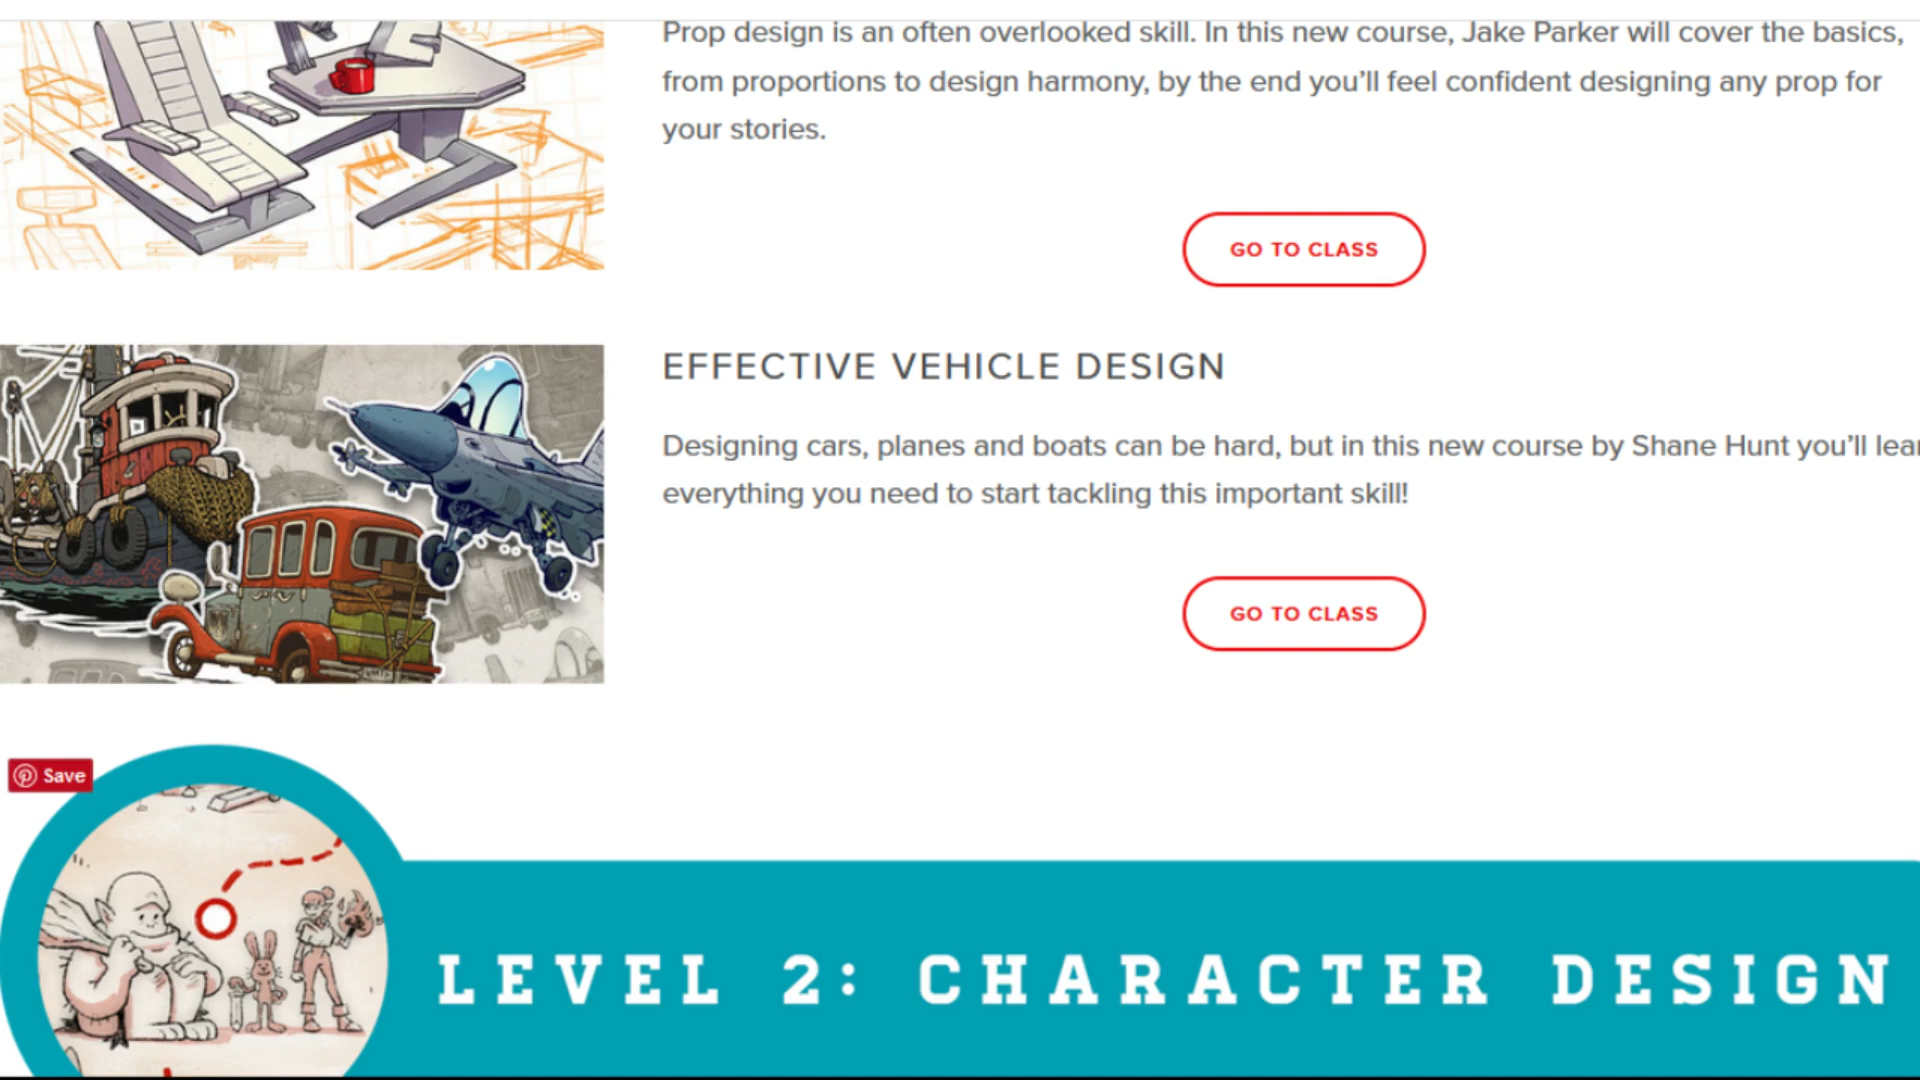 Prop design is an often overlooked skill. In this new course, Jake Parker will cover the basics,
from proportions to design harmony, by the end you’ll feel confident designing any prop for
your stories.
GO TO CLASS
EFFECTIVE VEHICLE DESIGN
Designing cars, planes and boats can be hard, but in this new course by Shane Hunt you’ll
everything you need to start tackling this important skill!
GO TO CLASS
Save
LEVEL 2: CHARACTER DESIGN